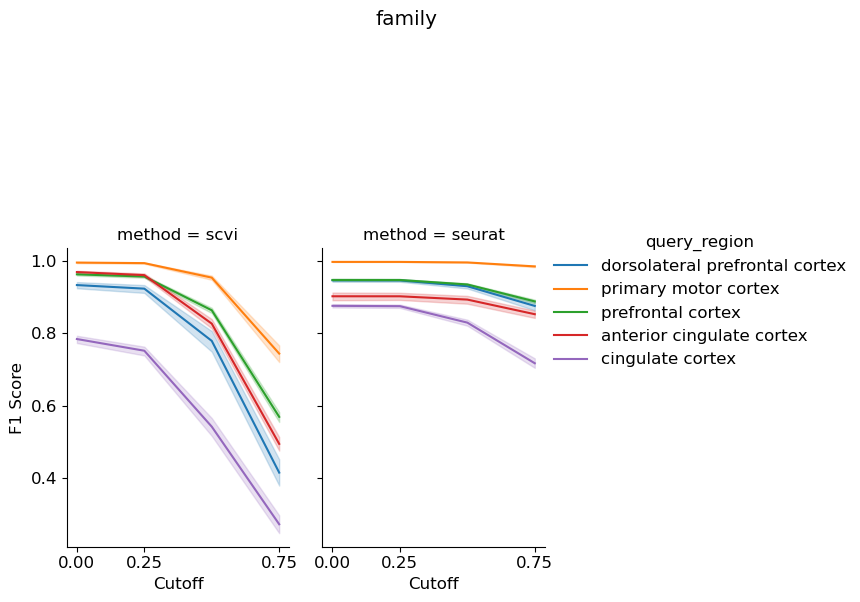 family
method = scvi
method = seurat
query_region
dorsolateral prefrontal cortex
primary motor cortex
prefrontal cortex
anterior cingulate cortex
cingulate cortex
F1 Score
1.0
0.8
0.6
0.4
0.00 0.25 0.75
0.00 0.25 0.75
Cutoff
Cutoff